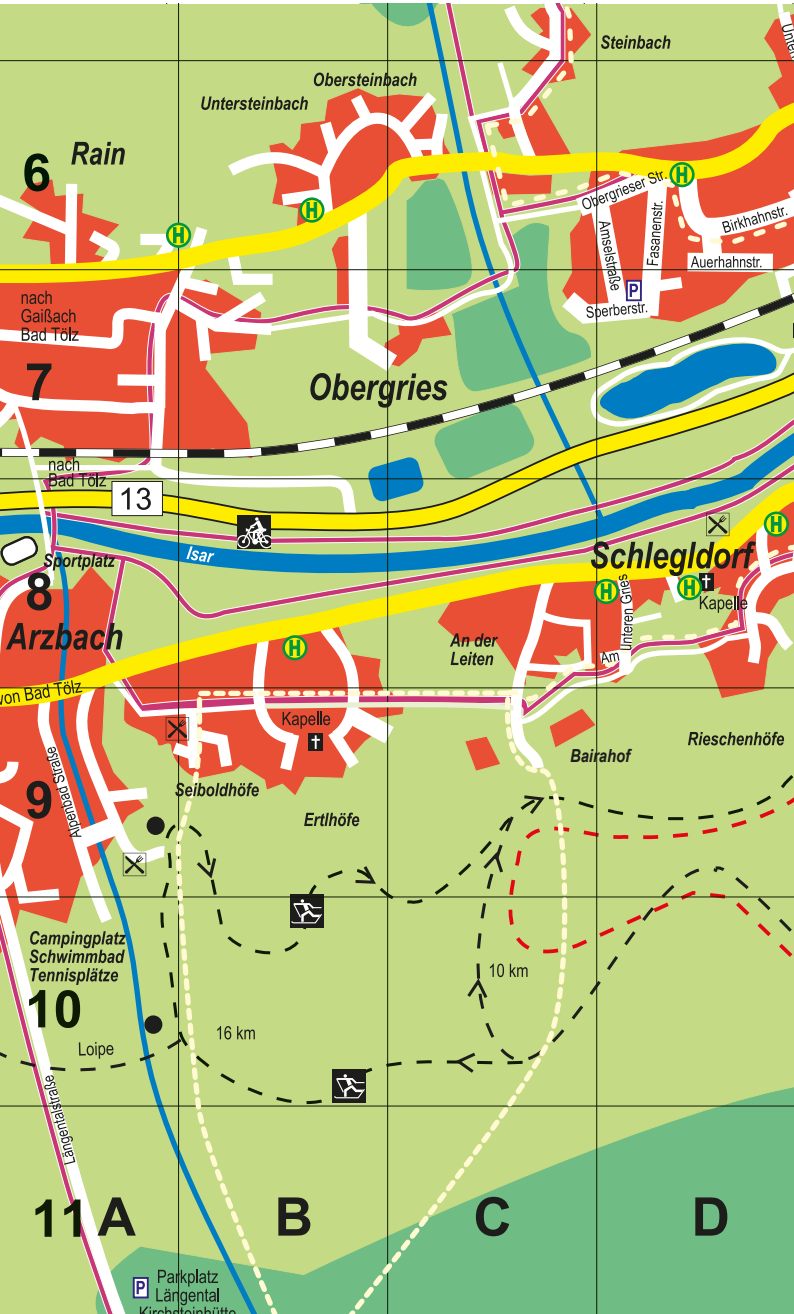 Steinbach
Unter
Obersteinbach
Untersteinbach
Rain
6
H
H
H
Obergrieser Str.
Amselstraße
Fasanenstr.
Birkhahnstr.
Auerhahnstr.
P
Sperberstr.
nach
Gaißach
Bad Tölz
7
Obergries
nach
Bad Tölz
13
Isar
Sportplatz
8
Arzbach
Schlegldorf
H
H
H
Kapelle
H
An der
Leiten
Am
Unteren Gries
von Bad Tölz
Kapelle
Bairahof
Rieschenhöfe
9
Alpenbad Straße
Seiboldhöfe
Ertlhöfe
Campingplatz
Schwimmbad
Tennisplätze
10
10 km
16 km
Loipe
Längentalstraße
11
A
B
C
D
P
Parkplatz
Längental
Kirchsteinhütte